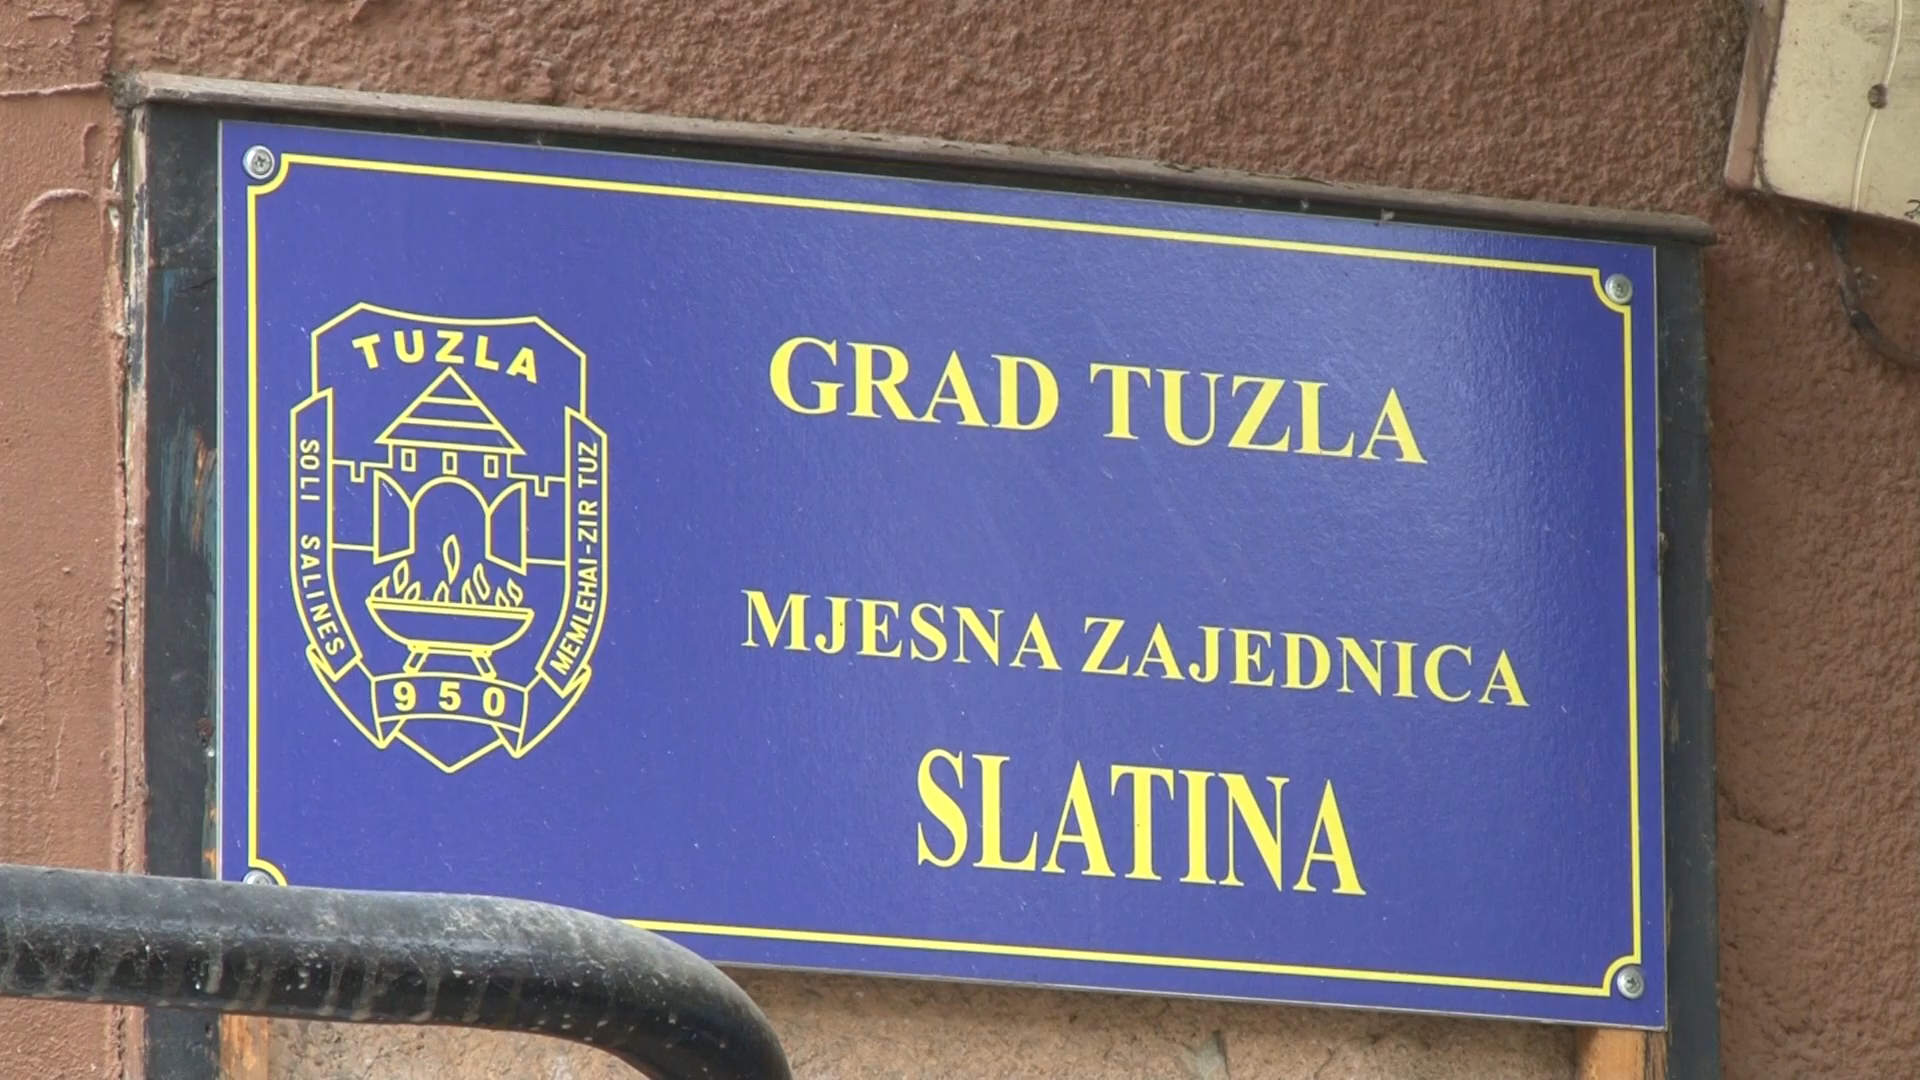 TUZLA
SOLI SALINES
MEMLEHAI-ZIR TUZ
950
GRAD TUZLA
MJESNA ZAJEDNICA
SLATINA